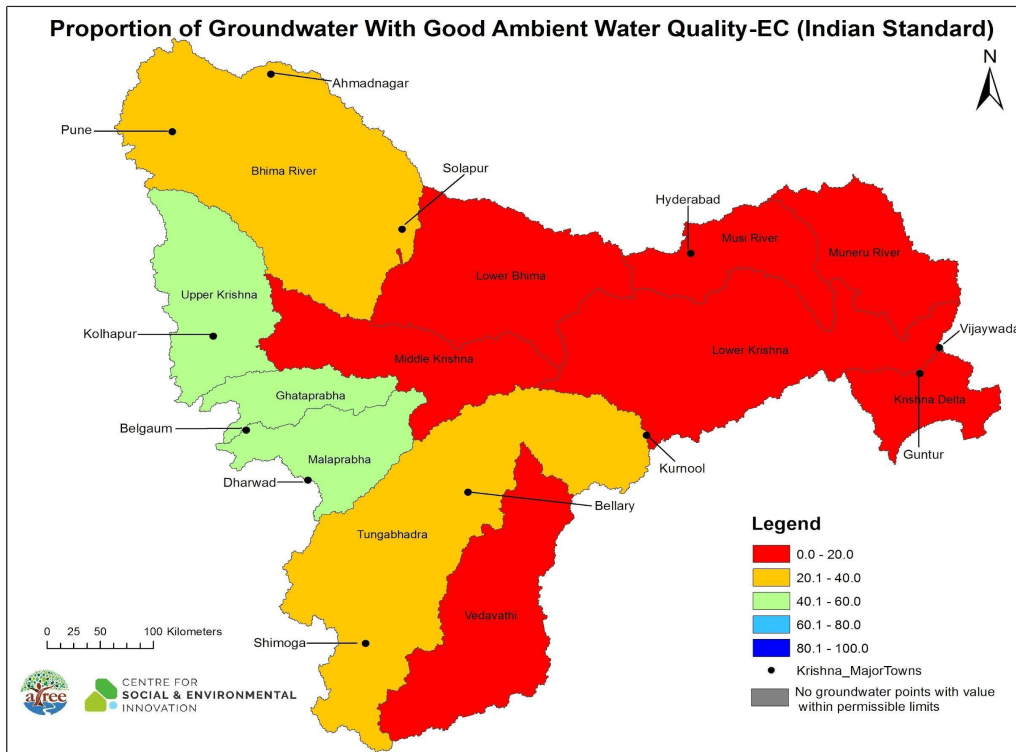 Proportion of Groundwater With Good Ambient Water Quality-EC (Indian Standard)
N
Ahmadnagar
Pune
Bhima River
Solapur
Hyderabad
Musi River
Muneru River
Lower Bhima
Upper Krishna
Kolhapur
Vijaywada
Lower Krishna
Middle Krishna
Ghataprabha
Krishna Delta
Belgaum
Malaprabha
Guntur
Kurnool
Dharwad
Bellary
Tungabhadra
Vedavathi
Shimoga
Legend
0.0 - 20.0
20.1 - 40.0
40.1 - 60.0
60.1 - 80.0
80.1 - 100.0
Krishna_MajorTowns
No groundwater points with value
within permissible limits
0 25 50 100 Kilometers
atree
CENTRE FOR
SOCIAL & ENVIRONMENTAL
INNOVATION